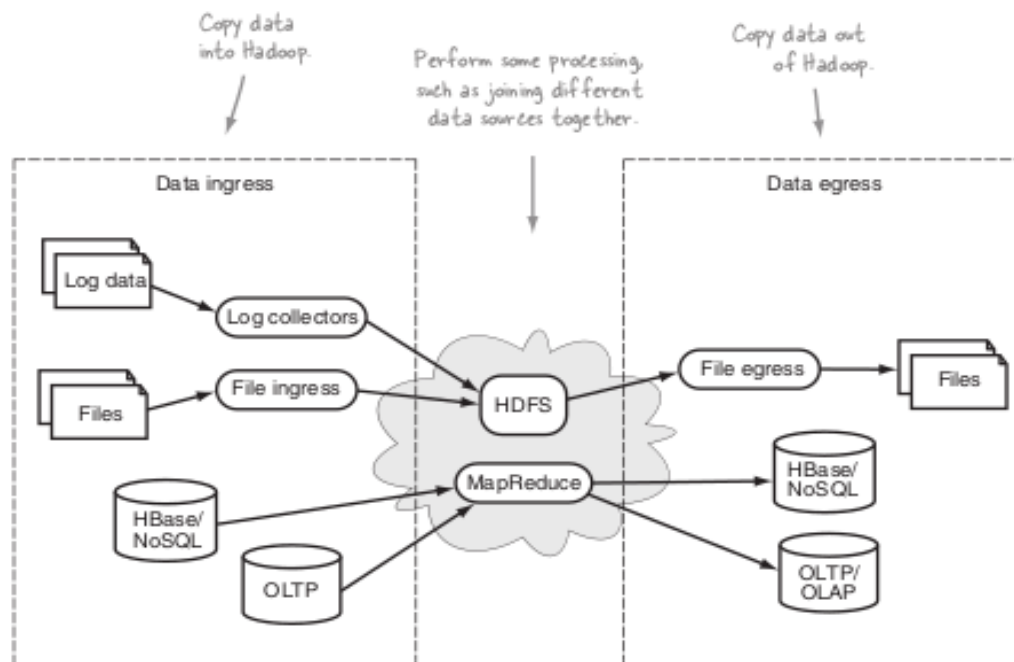 Copy data
into Hadoop.
Perform some processing,
such as joining different
data sources together.
Copy data out
of Hadoop.
Data ingress
Data egress
Log data
Log collectors
Files
File ingress
HDFS
File egress
Files
HBase/
NoSQL
MapReduce
HBase/
NoSQL
OLTP
OLTP/
OLAP